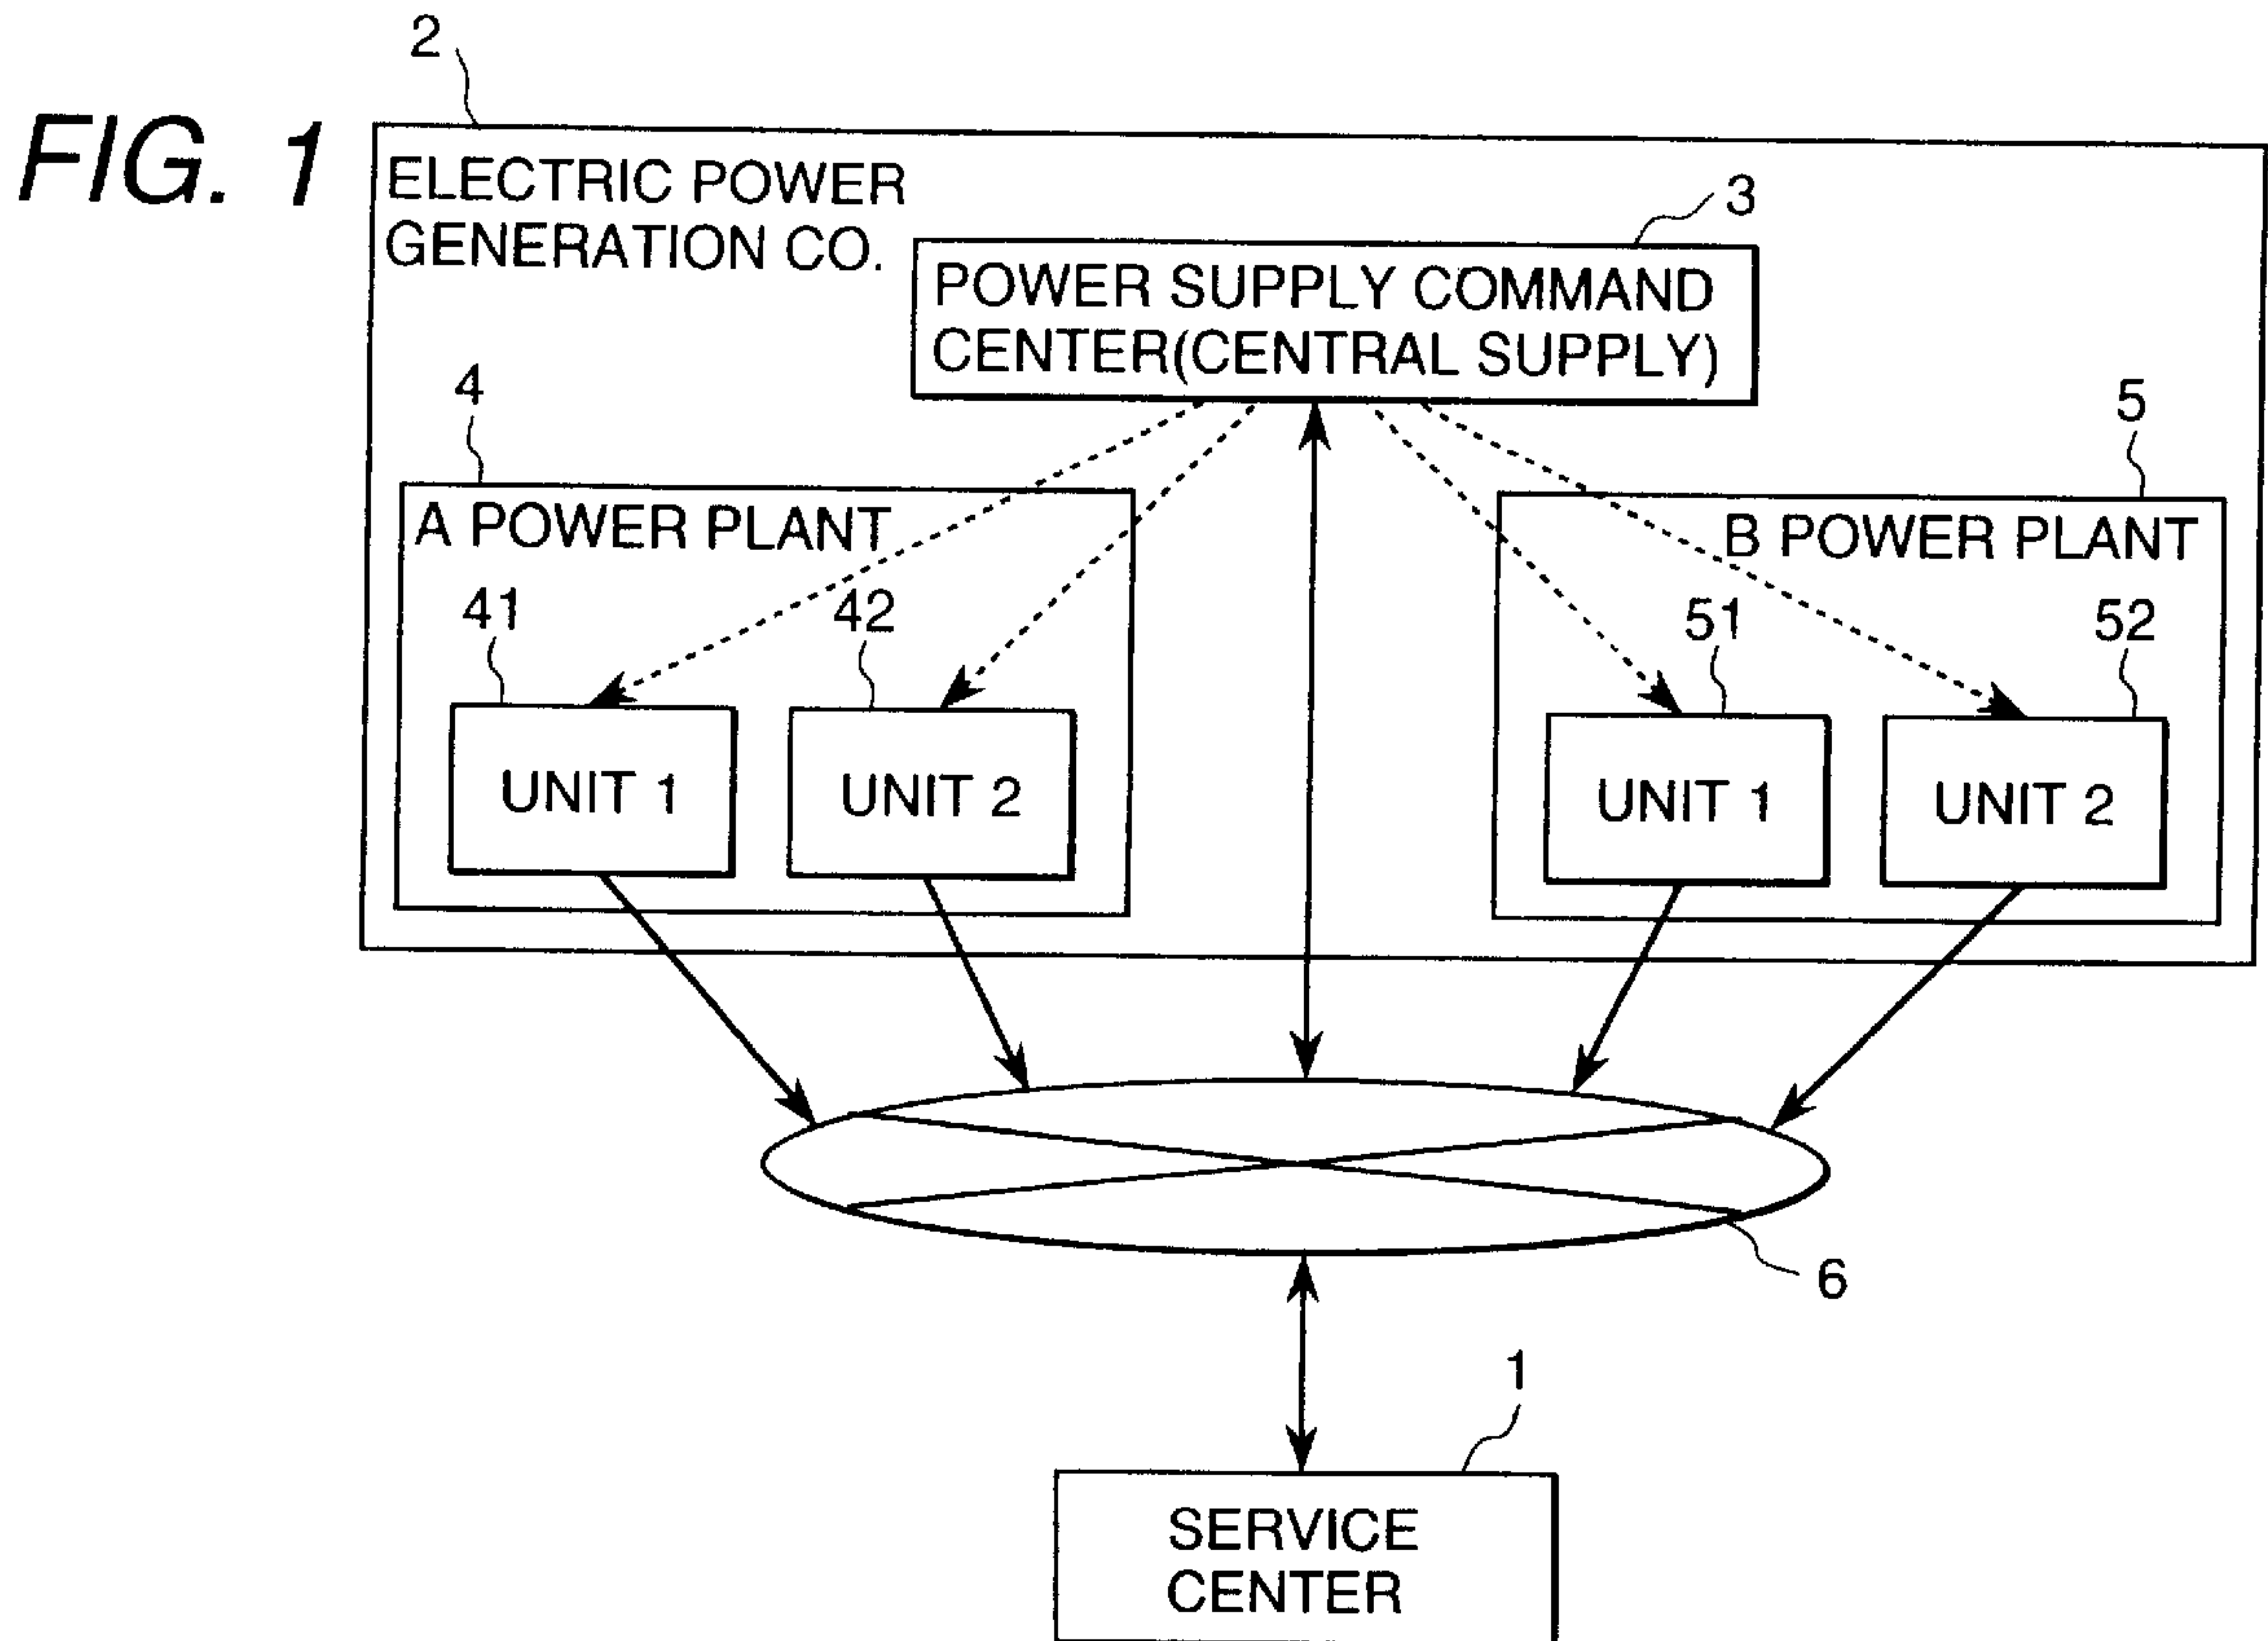 FIG. 1
2
ELECTRIC POWER
GENERATION CO.
3
POWER SUPPLY COMMAND
CENTER(CENTRAL SUPPLY)
4
5
A POWER PLANT
B POWER PLANT
41
42
51
52
UNIT 1
UNIT 2
UNIT 1
UNIT 2
6
1
SERVICE
CENTER